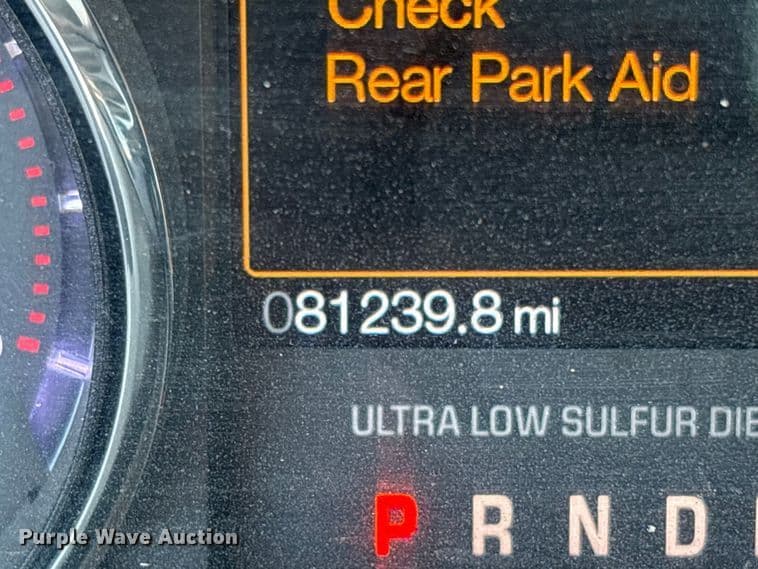 Check
Rear Park Aid
081239.8 mi
ULTRA LOW SULFUR DIE
P R N D
Purple Wave Auction